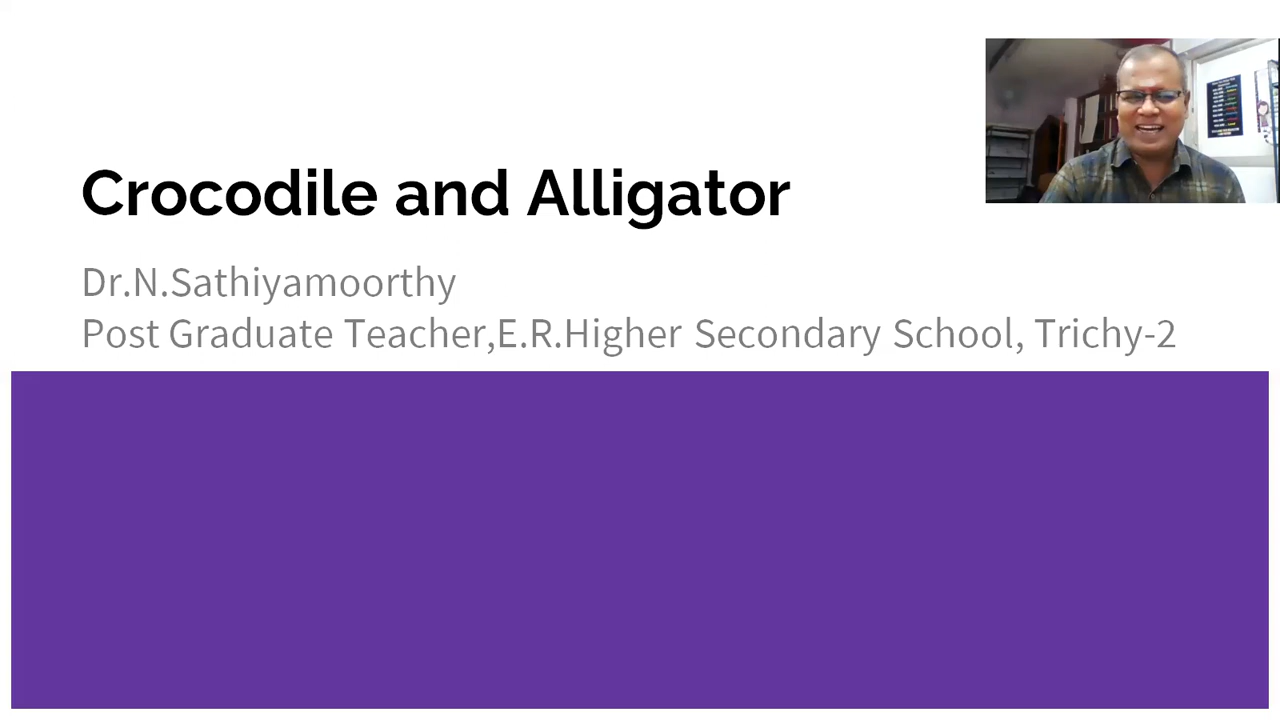 Crocodile and Alligator
Dr.N.Sathiyamoorthy
Post Graduate Teacher,E.R.Higher Secondary School, Trichy-2